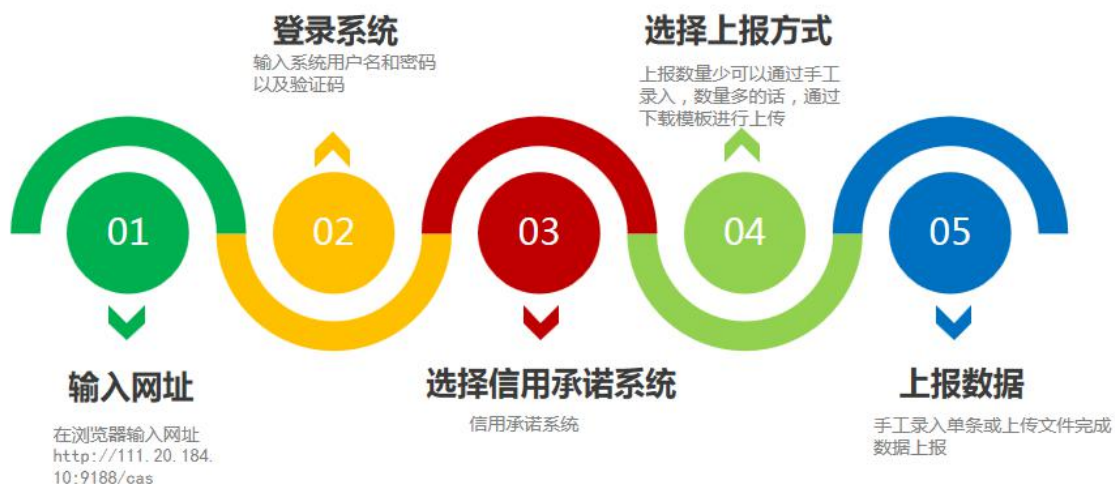 01
输入网址
在浏览器输入网址
http://111.20.184.
10:9188/cas
登录系统
输入系统用户名和密码
以及验证码
02
03
选择信用承诺系统
信用承诺系统
选择上报方式
上报数量少可以通过手工
录入，数量多的话，通过
下载模板进行上传
04
05
上报数据
手工录入单条或上传文件完成
数据上报